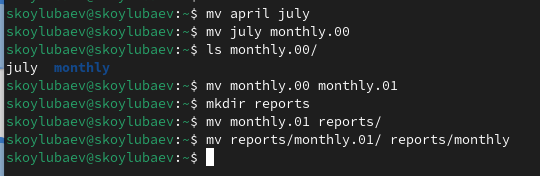 skoylubaev@skoylubaev:~$ mv april july
skoylubaev@skoylubaev:~$ mv july monthly.00
skoylubaev@skoylubaev:~$ ls monthly.00/
july  monthly
skoylubaev@skoylubaev:~$ mv monthly.00 monthly.01
skoylubaev@skoylubaev:~$ mkdir reports
skoylubaev@skoylubaev:~$ mv monthly.01 reports/
skoylubaev@skoylubaev:~$ mv reports/monthly.01/ reports/monthly
skoylubaev@skoylubaev:~$